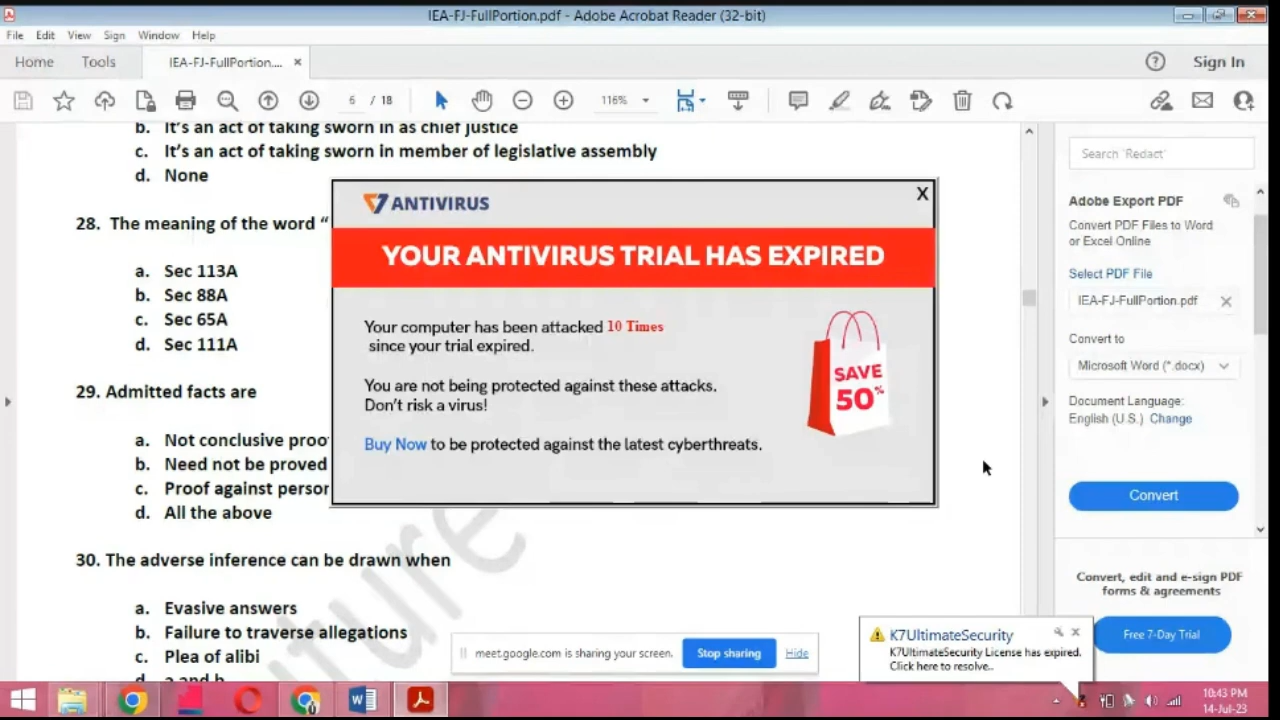 IEA-FJ-FullPortion.pdf - Adobe Acrobat Reader (32-bit)
File Edit View Sign Window Help
Home Tools IEA-FJ-FullPortion.... × Sign In
6 / 18 116%
b. It's an act of taking sworn in as chief justice
c. It's an act of taking sworn in member of legislative assembly
d. None
28. The meaning of the word "
a. Sec 113A
b. Sec 88A
c. Sec 65A
d. Sec 111A
29. Admitted facts are
a. Not conclusive proo
b. Need not be proved
c. Proof against person
d. All the above
30. The adverse inference can be drawn when
a. Evasive answers
b. Failure to traverse allegations
c. Plea of alibi
d. a and b
ANTIVIRUS X
YOUR ANTIVIRUS TRIAL HAS EXPIRED
Your computer has been attacked 10 Times
since your trial expired.
You are not being protected against these attacks.
Don't risk a virus!
Buy Now to be protected against the latest cyberthreats.
SAVE
50%
Search 'Redact'
Adobe Export PDF
Convert PDF Files to Word
or Excel Online
Select PDF File
IEA-FJ-FullPortion.pdf
Convert to
Microsoft Word (*.docx)
Document Language:
English (U.S.) Change
Convert
Convert, edit and e-sign PDF
forms & agreements
Free 7-Day Trial
meet.google.com is sharing your screen. Stop sharing Hide
K7UltimateSecurity
K7UltimateSecurity License has expired.
Click here to resolve..
10:43 PM
14-Jul-23